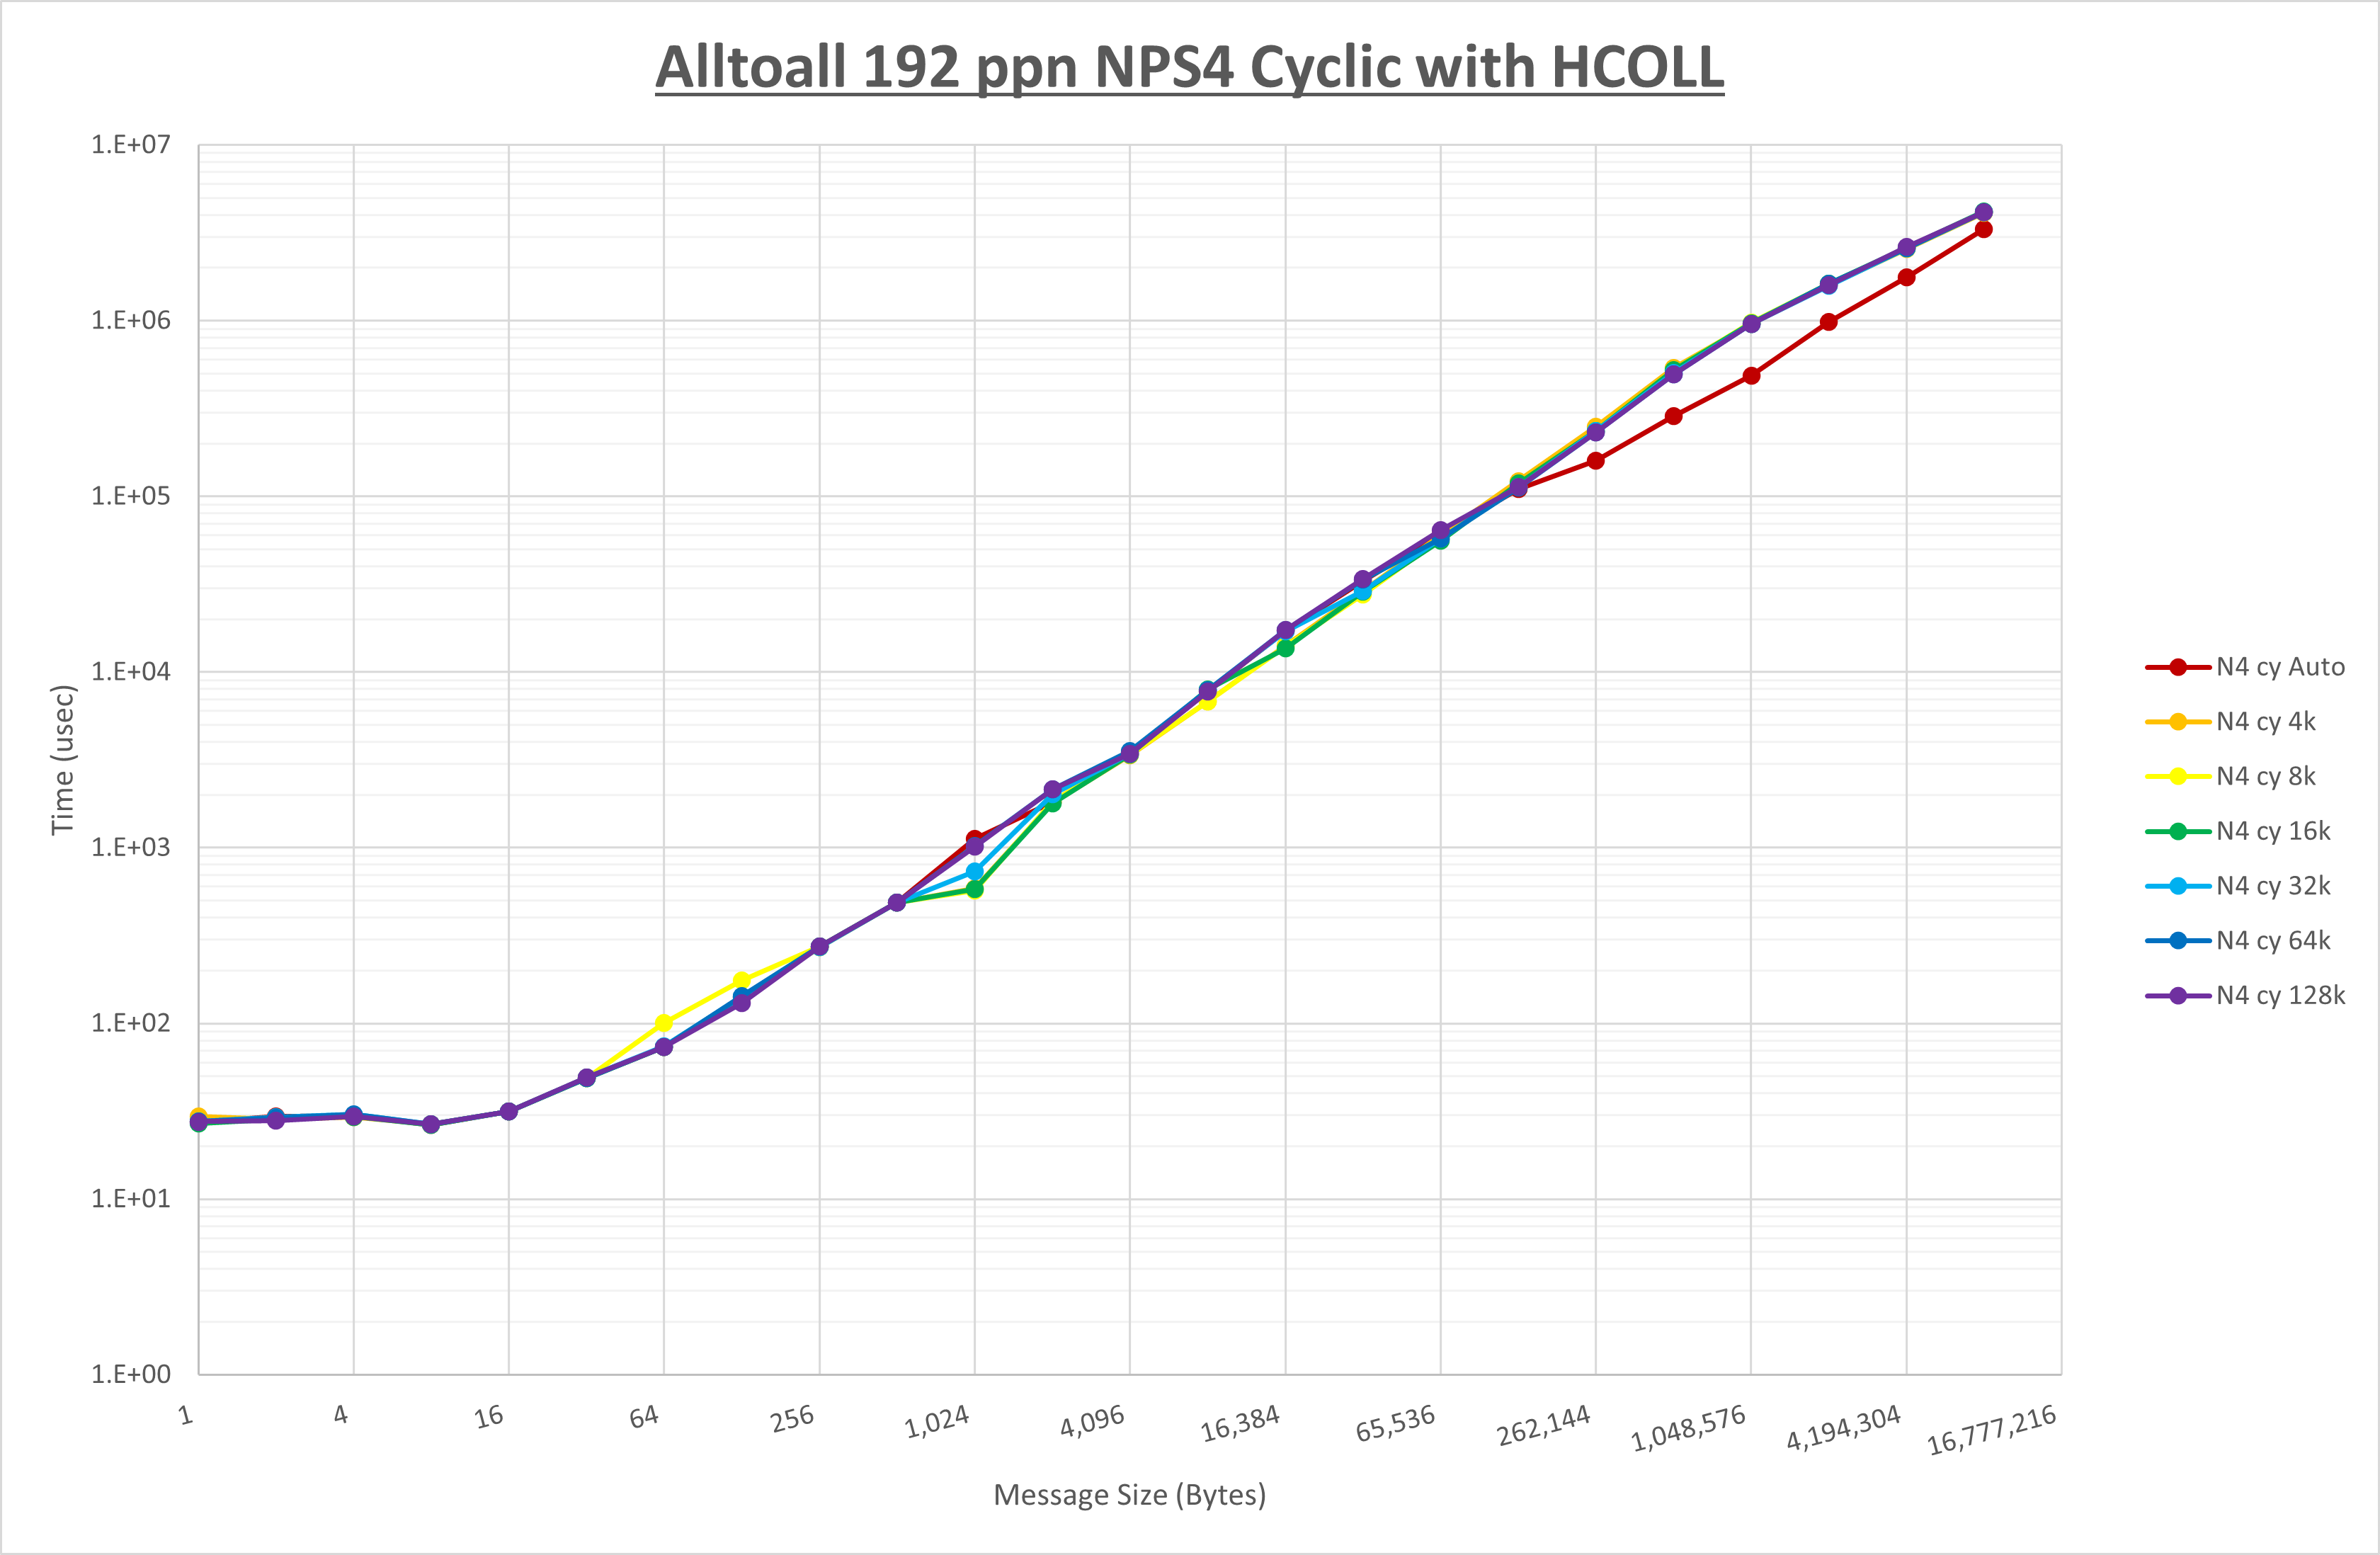 Alltoall 192 ppn NPS4 Cyclic with HCOLL
1.E+07
1.E+06
1.E+05
1.E+04
1.E+03
1.E+02
1.E+01
1.E+00
Time (usec)
1
4
16
64
256
1,024
4,096
16,384
65,536
262,144
1,048,576
4,194,304
16,777,216
Message Size (Bytes)
N4 cy Auto
N4 cy 4k
N4 cy 8k
N4 cy 16k
N4 cy 32k
N4 cy 64k
N4 cy 128k